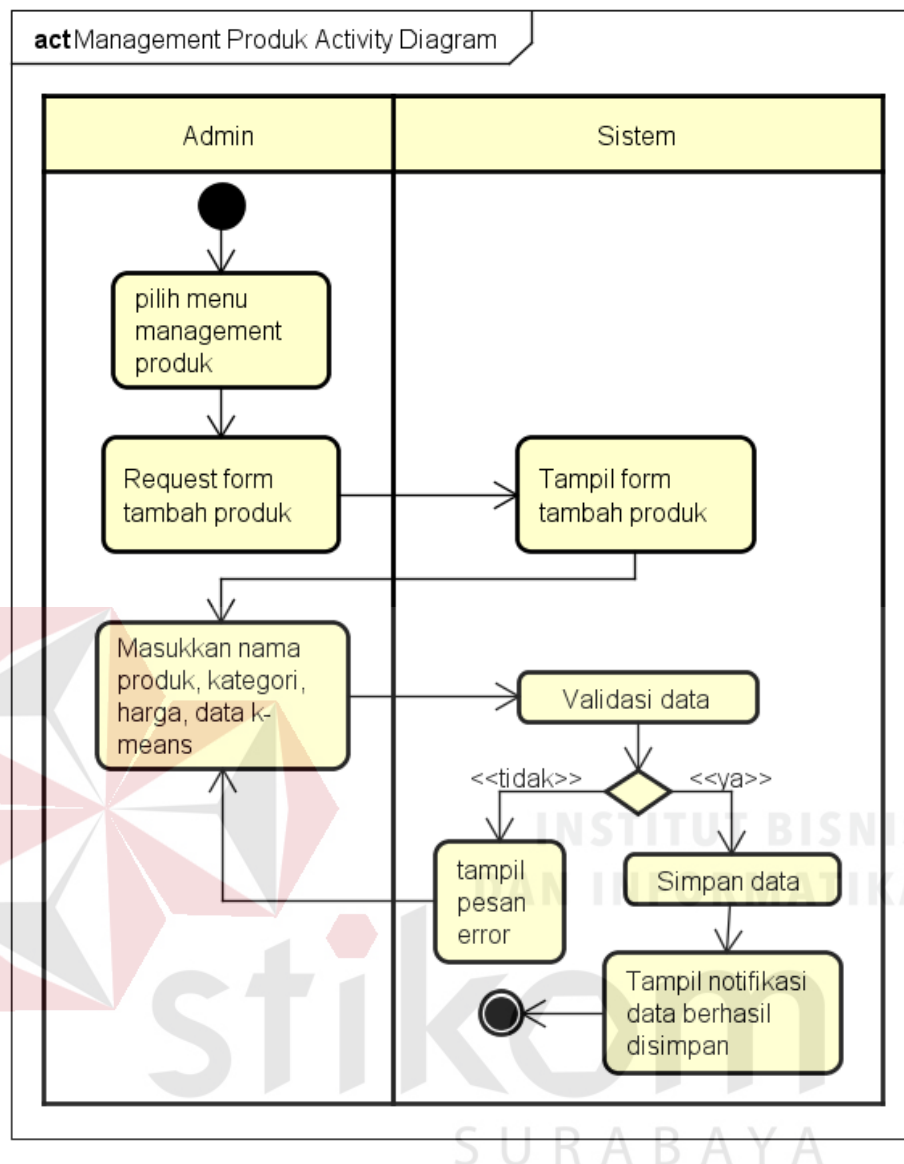 act Management Produk Activity Diagram
Admin
Sistem
pilih menu
management
produk
Request form
tambah produk
Tampil form
tambah produk
Masukkan nama
produk, kategori,
harga, data k-
means
Validasi data
<<tidak>>
<<ya>>
tampil
pesan
error
Simpan data
Tampil notifikasi
data berhasil
disimpan
INSTITUT BISNI
DAN INFORMATIKA
stikom
SURABAYA